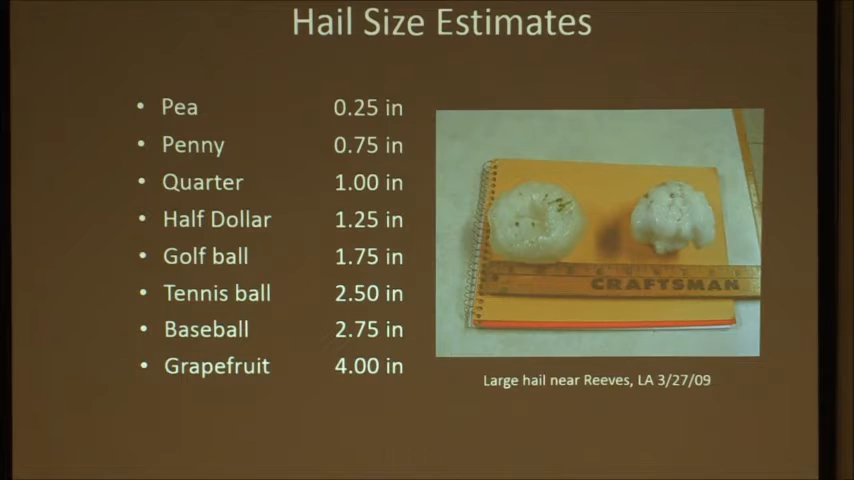 Hail Size Estimates
• Pea 0.25 in
• Penny 0.75 in
• Quarter 1.00 in
• Half Dollar 1.25 in
• Golf ball 1.75 in
• Tennis ball 2.50 in
• Baseball 2.75 in
• Grapefruit 4.00 in
CRAFTSMAN
Large hail near Reeves, LA 3/27/09